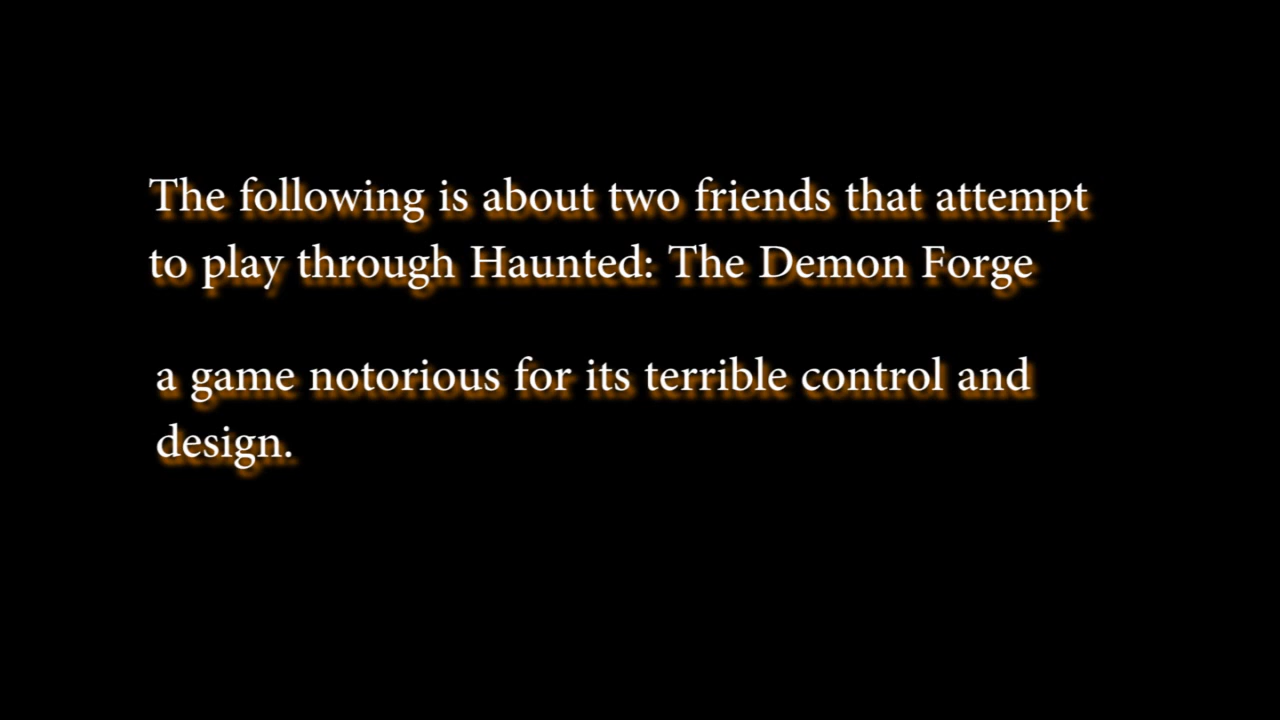 The following is about two friends that attempt
to play through Haunted: The Demon Forge
a game notorious for its terrible control and
design.